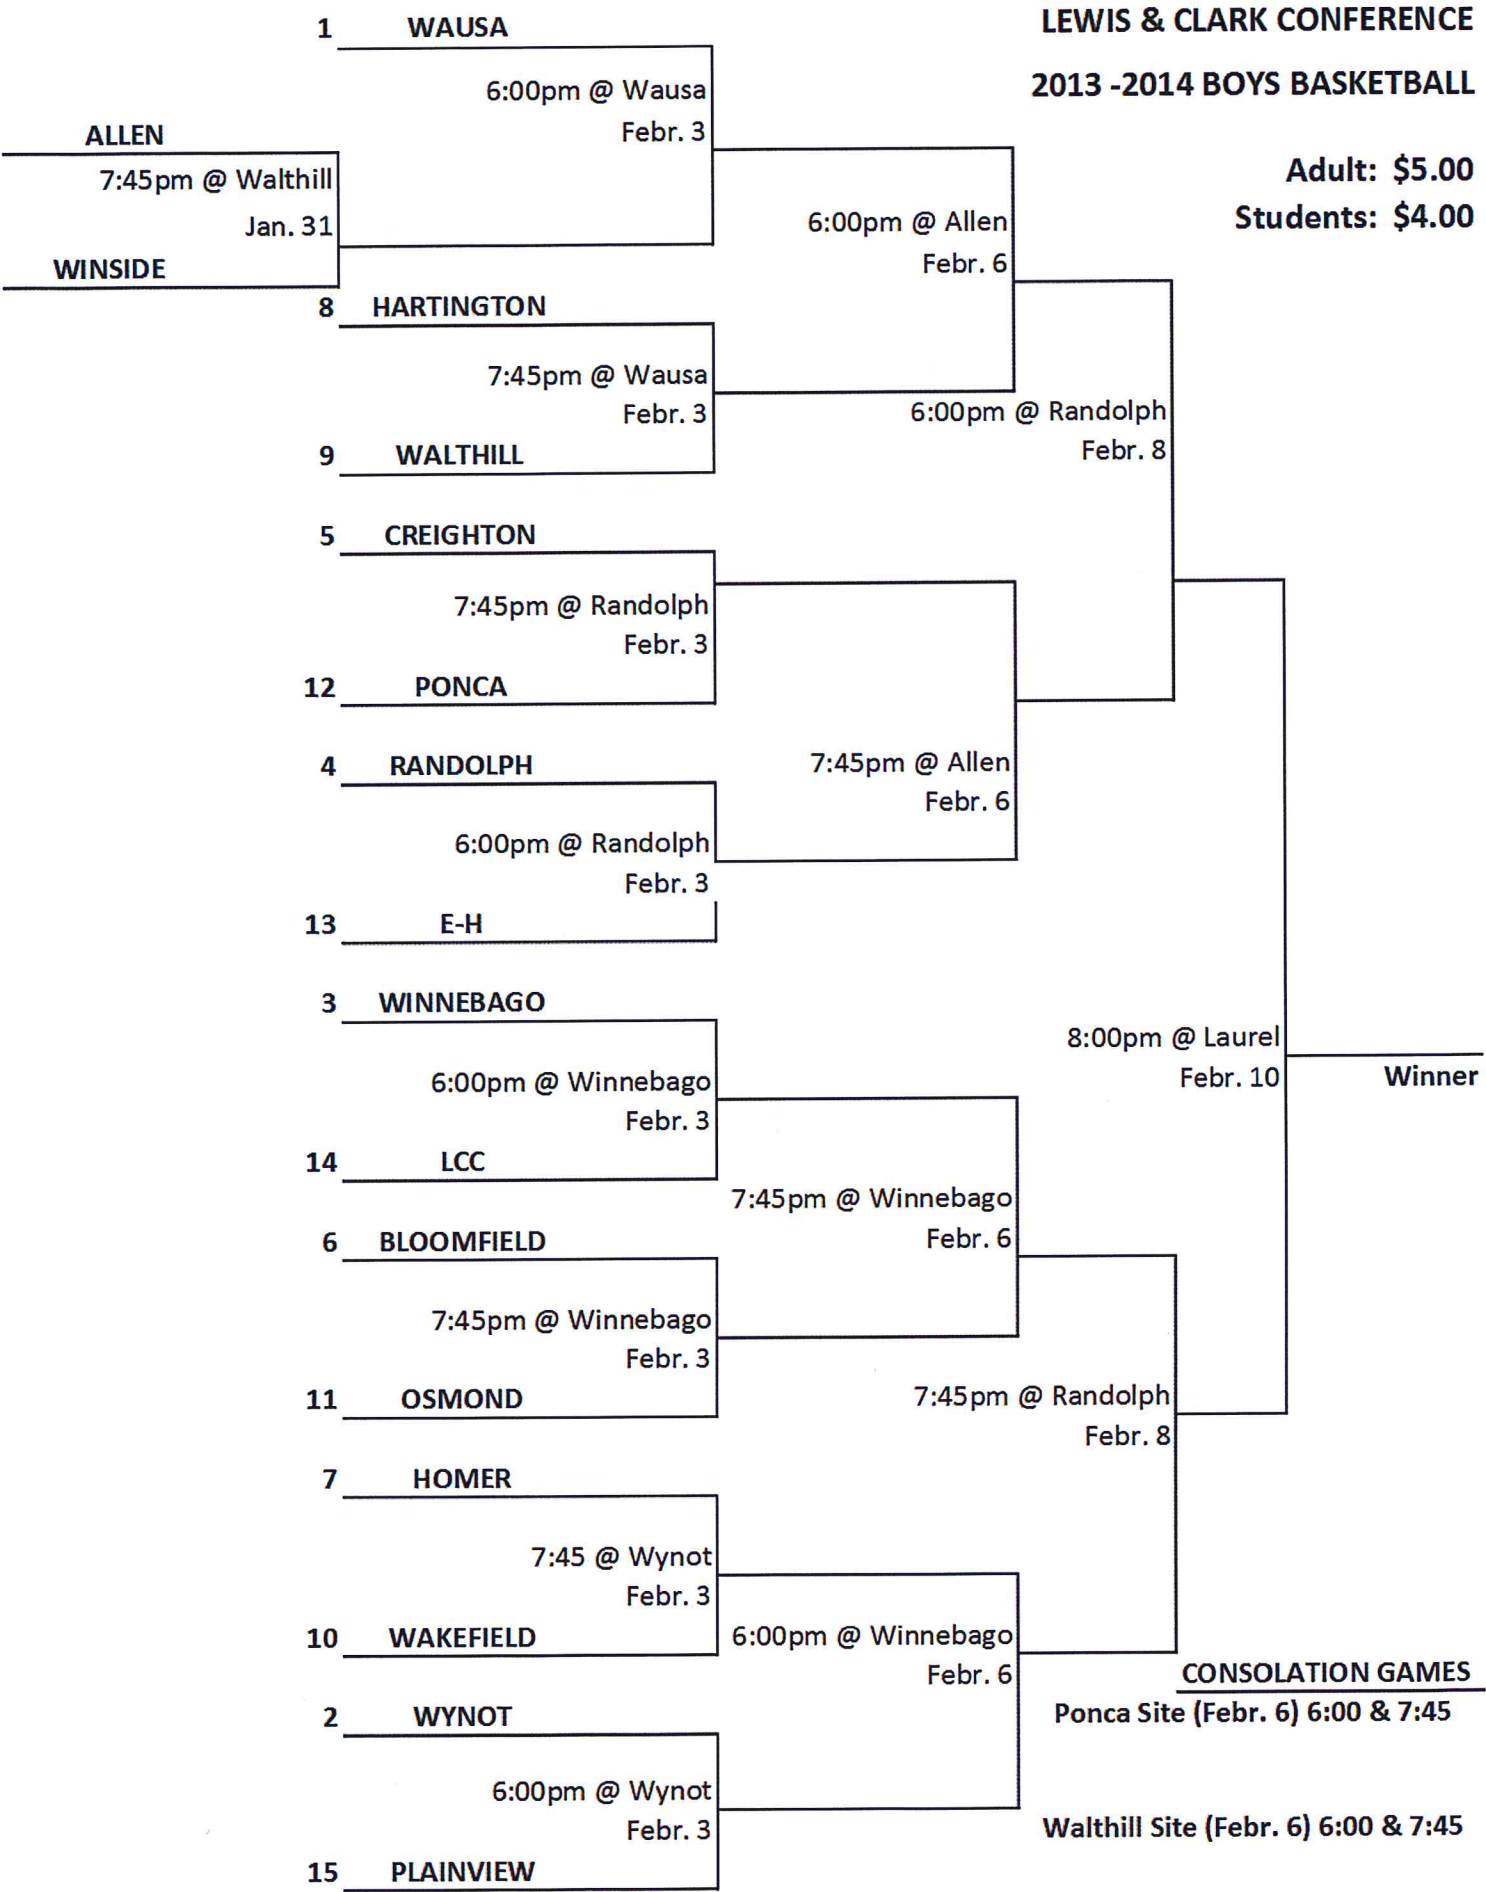 LEWIS & CLARK CONFERENCE
2013 -2014 BOYS BASKETBALL
Adult: $5.00
Students: $4.00
1 WAUSA
6:00pm @ Wausa
Febr. 3
ALLEN
7:45pm @ Walthill
Jan. 31
WINSIDE
6:00pm @ Allen
Febr. 6
8 HARTINGTON
7:45pm @ Wausa
Febr. 3
9 WALTHILL
6:00pm @ Randolph
Febr. 8
5 CREIGHTON
7:45pm @ Randolph
Febr. 3
12 PONCA
4 RANDOLPH
7:45pm @ Allen
Febr. 6
6:00pm @ Randolph
Febr. 3
13 E-H
3 WINNEBAGO
6:00pm @ Winnebago
Febr. 3
14 LCC
8:00pm @ Laurel
Febr. 10
Winner
7:45pm @ Winnebago
Febr. 6
6 BLOOMFIELD
7:45pm @ Winnebago
Febr. 3
11 OSMOND
7:45pm @ Randolph
Febr. 8
7 HOMER
7:45 @ Wynot
Febr. 3
10 WAKEFIELD
6:00pm @ Winnebago
Febr. 6
2 WYNOT
6:00pm @ Wynot
Febr. 3
15 PLAINVIEW
CONSOLATION GAMES
Ponca Site (Febr. 6) 6:00 & 7:45
Walthill Site (Febr. 6) 6:00 & 7:45